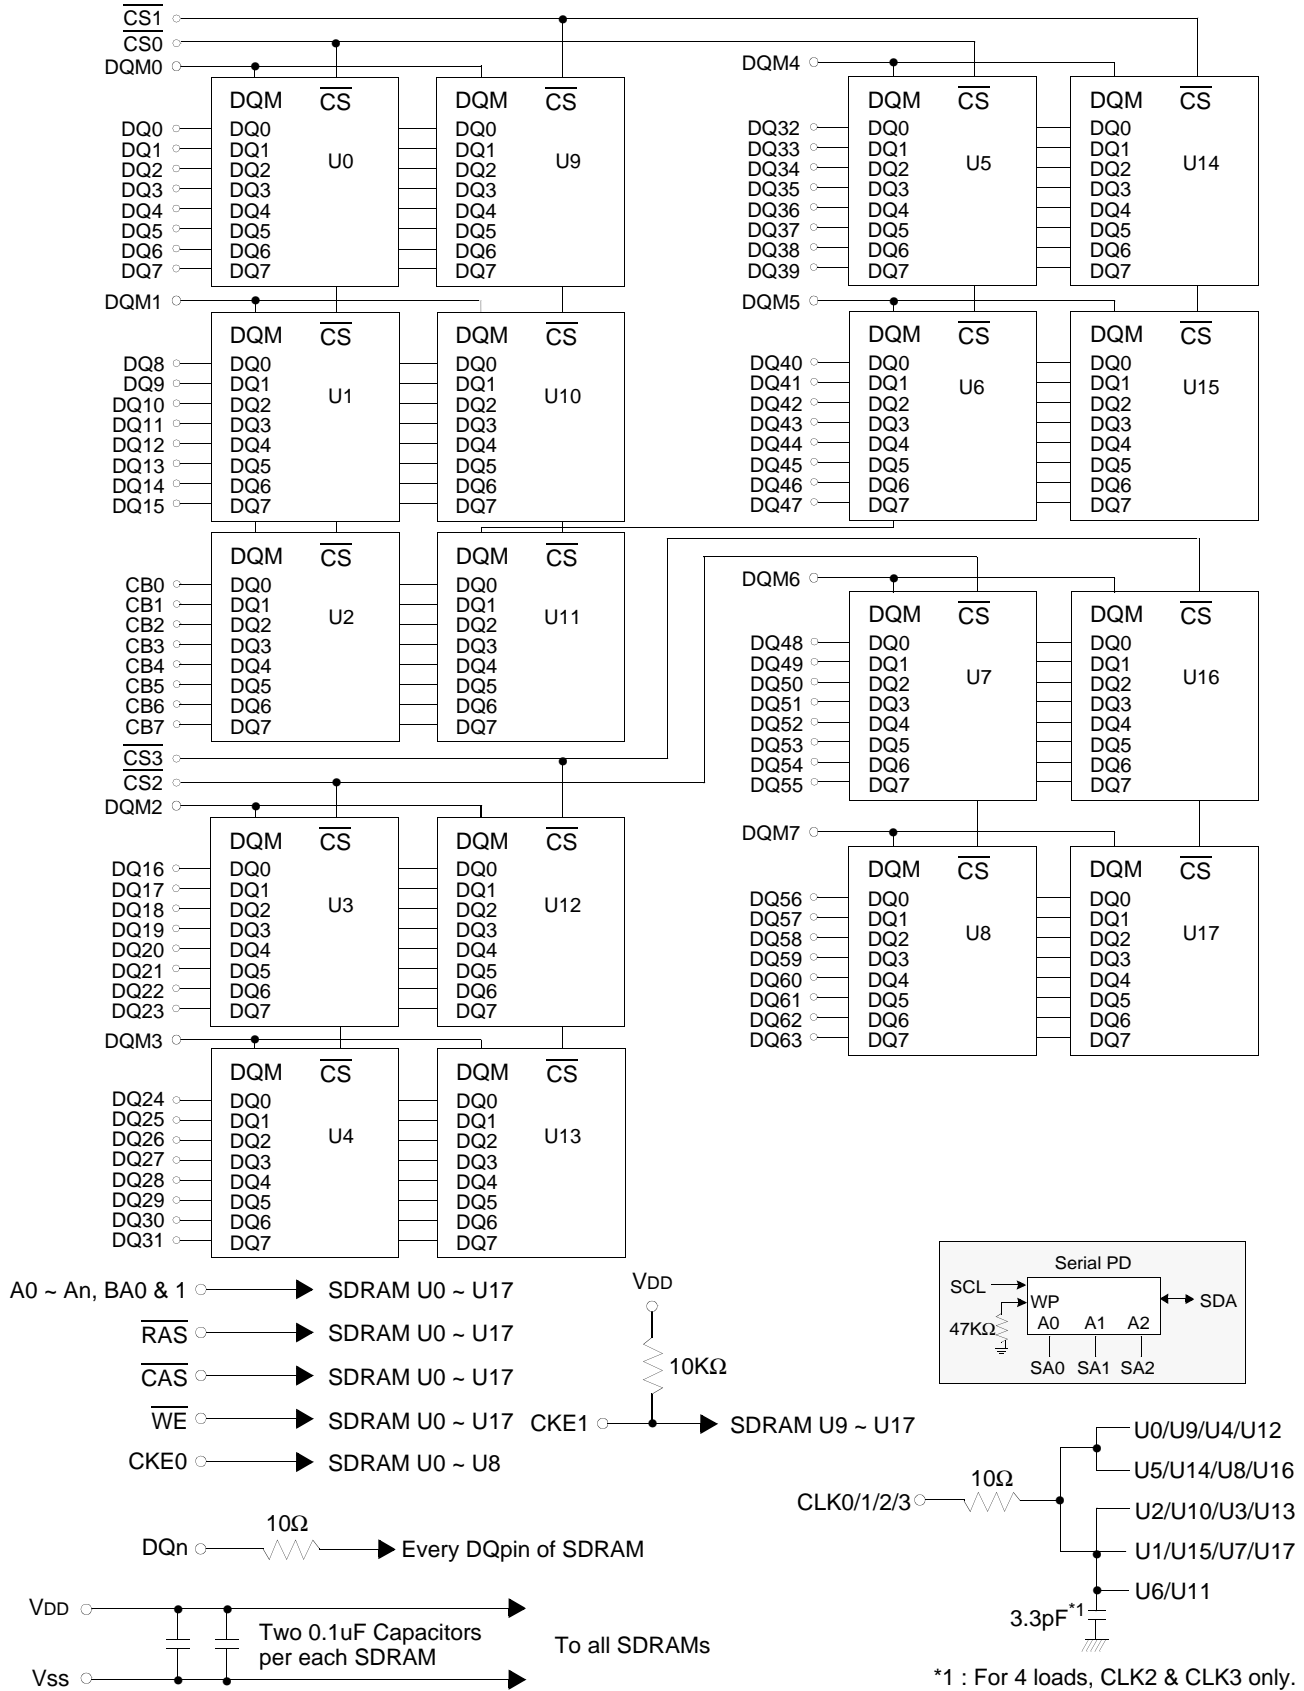 CS1
CS0
DQM0
DQM CS
DQ0 DQ0
DQ1 DQ1
DQ2 DQ2
DQ3 DQ3
DQ4 DQ4
DQ5 DQ5
DQ6 DQ6
DQ7 DQ7
U0
DQM CS
DQ0
DQ1
DQ2
DQ3
DQ4
DQ5
DQ6
DQ7
U9
DQM4
DQM CS
DQ32 DQ0
DQ33 DQ1
DQ34 DQ2
DQ35 DQ3
DQ36 DQ4
DQ37 DQ5
DQ38 DQ6
DQ39 DQ7
U5
DQM CS
DQ0
DQ1
DQ2
DQ3
DQ4
DQ5
DQ6
DQ7
U14
DQM1
DQM CS
DQ8 DQ0
DQ9 DQ1
DQ10 DQ2
DQ11 DQ3
DQ12 DQ4
DQ13 DQ5
DQ14 DQ6
DQ15 DQ7
U1
DQM CS
DQ0
DQ1
DQ2
DQ3
DQ4
DQ5
DQ6
DQ7
U10
DQM5
DQM CS
DQ40 DQ0
DQ41 DQ1
DQ42 DQ2
DQ43 DQ3
DQ44 DQ4
DQ45 DQ5
DQ46 DQ6
DQ47 DQ7
U6
DQM CS
DQ0
DQ1
DQ2
DQ3
DQ4
DQ5
DQ6
DQ7
U15
DQM CS
CB0 DQ0
CB1 DQ1
CB2 DQ2
CB3 DQ3
CB4 DQ4
CB5 DQ5
CB6 DQ6
CB7 DQ7
U2
DQM CS
DQ0
DQ1
DQ2
DQ3
DQ4
DQ5
DQ6
DQ7
U11
DQM6
DQM CS
DQ48 DQ0
DQ49 DQ1
DQ50 DQ2
DQ51 DQ3
DQ52 DQ4
DQ53 DQ5
DQ54 DQ6
DQ55 DQ7
U7
DQM CS
DQ0
DQ1
DQ2
DQ3
DQ4
DQ5
DQ6
DQ7
U16
CS3
CS2
DQM2
DQM CS
DQ16 DQ0
DQ17 DQ1
DQ18 DQ2
DQ19 DQ3
DQ20 DQ4
DQ21 DQ5
DQ22 DQ6
DQ23 DQ7
U3
DQM CS
DQ0
DQ1
DQ2
DQ3
DQ4
DQ5
DQ6
DQ7
U12
DQM7
DQM CS
DQ56 DQ0
DQ57 DQ1
DQ58 DQ2
DQ59 DQ3
DQ60 DQ4
DQ61 DQ5
DQ62 DQ6
DQ63 DQ7
U8
DQM CS
DQ0
DQ1
DQ2
DQ3
DQ4
DQ5
DQ6
DQ7
U17
DQM3
DQM CS
DQ24 DQ0
DQ25 DQ1
DQ26 DQ2
DQ27 DQ3
DQ28 DQ4
DQ29 DQ5
DQ30 DQ6
DQ31 DQ7
U4
DQM CS
DQ0
DQ1
DQ2
DQ3
DQ4
DQ5
DQ6
DQ7
U13
A0 ~ An, BA0 & 1 SDRAM U0 ~ U17
RAS SDRAM U0 ~ U17
CAS SDRAM U0 ~ U17
WE SDRAM U0 ~ U17
CKE0 SDRAM U0 ~ U8
VDD
10KΩ
CKE1 SDRAM U9 ~ U17
Serial PD
SCL
WP
SDA
47KΩ
A0 A1 A2
SA0 SA1 SA2
CLK0/1/2/3
10Ω
U0/U9/U4/U12
U5/U14/U8/U16
U2/U10/U3/U13
U1/U15/U7/U17
U6/U11
3.3pF*1
DQn
10Ω
Every DQpin of SDRAM
VDD
Two 0.1uF Capacitors
per each SDRAM
To all SDRAMs
Vss
*1 : For 4 loads, CLK2 & CLK3 only.